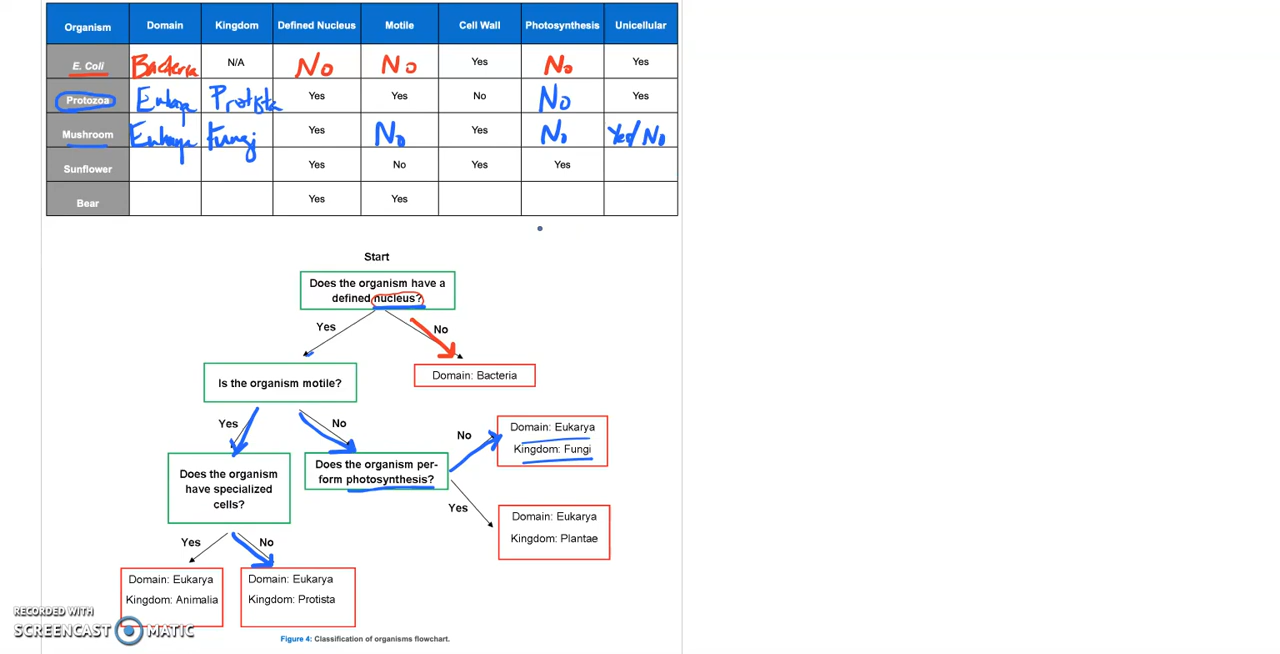 Organism Domain Kingdom Defined Nucleus Motile Cell Wall Photosynthesis Unicellular
E. Coli Bacteria N/A No No Yes No Yes
Protozoa Eukarya Protista Yes Yes No No Yes
Mushroom Eukarya Fungi Yes No Yes No Yes/No
Sunflower Yes No Yes Yes
Bear Yes Yes
Start
Does the organism have a
defined nucleus?
Yes
No
Is the organism motile?
Domain: Bacteria
Yes
No
Does the organism
have specialized
cells?
Does the organism per-
form photosynthesis?
No
Domain: Eukarya
Kingdom: Fungi
Yes
Domain: Eukarya
Kingdom: Plantae
Yes
No
Domain: Eukarya
Kingdom: Animalia
Domain: Eukarya
Kingdom: Protista
RECORDED WITH
SCREENCAST MATIC
Figure 4: Classification of organisms flowchart.